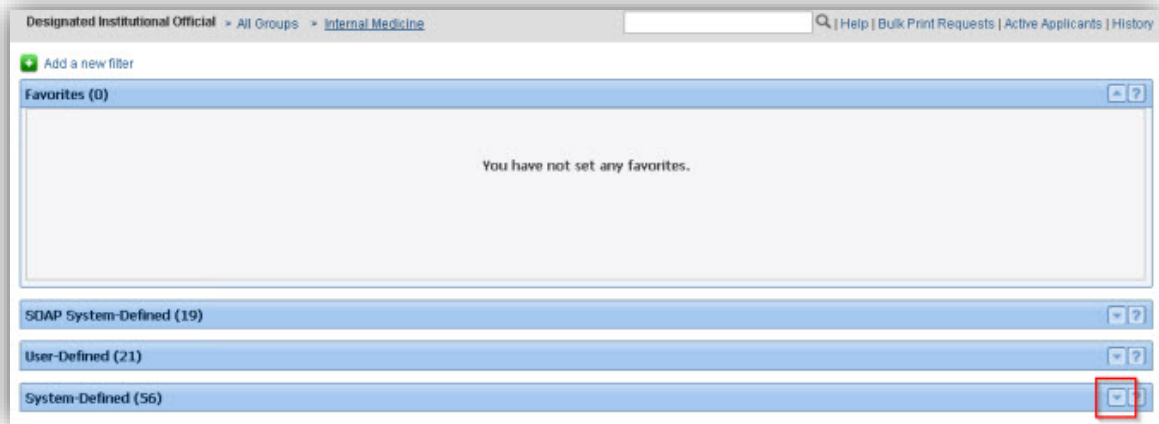 Designated Institutional Official » All Groups » Internal Medicine | Help | Bulk Print Requests | Active Applicants | History
Add a new filter
Favorites (0) ?
You have not set any favorites.
SOAP System-Defined (19) ?
User-Defined (21) ?
System-Defined (56) ?